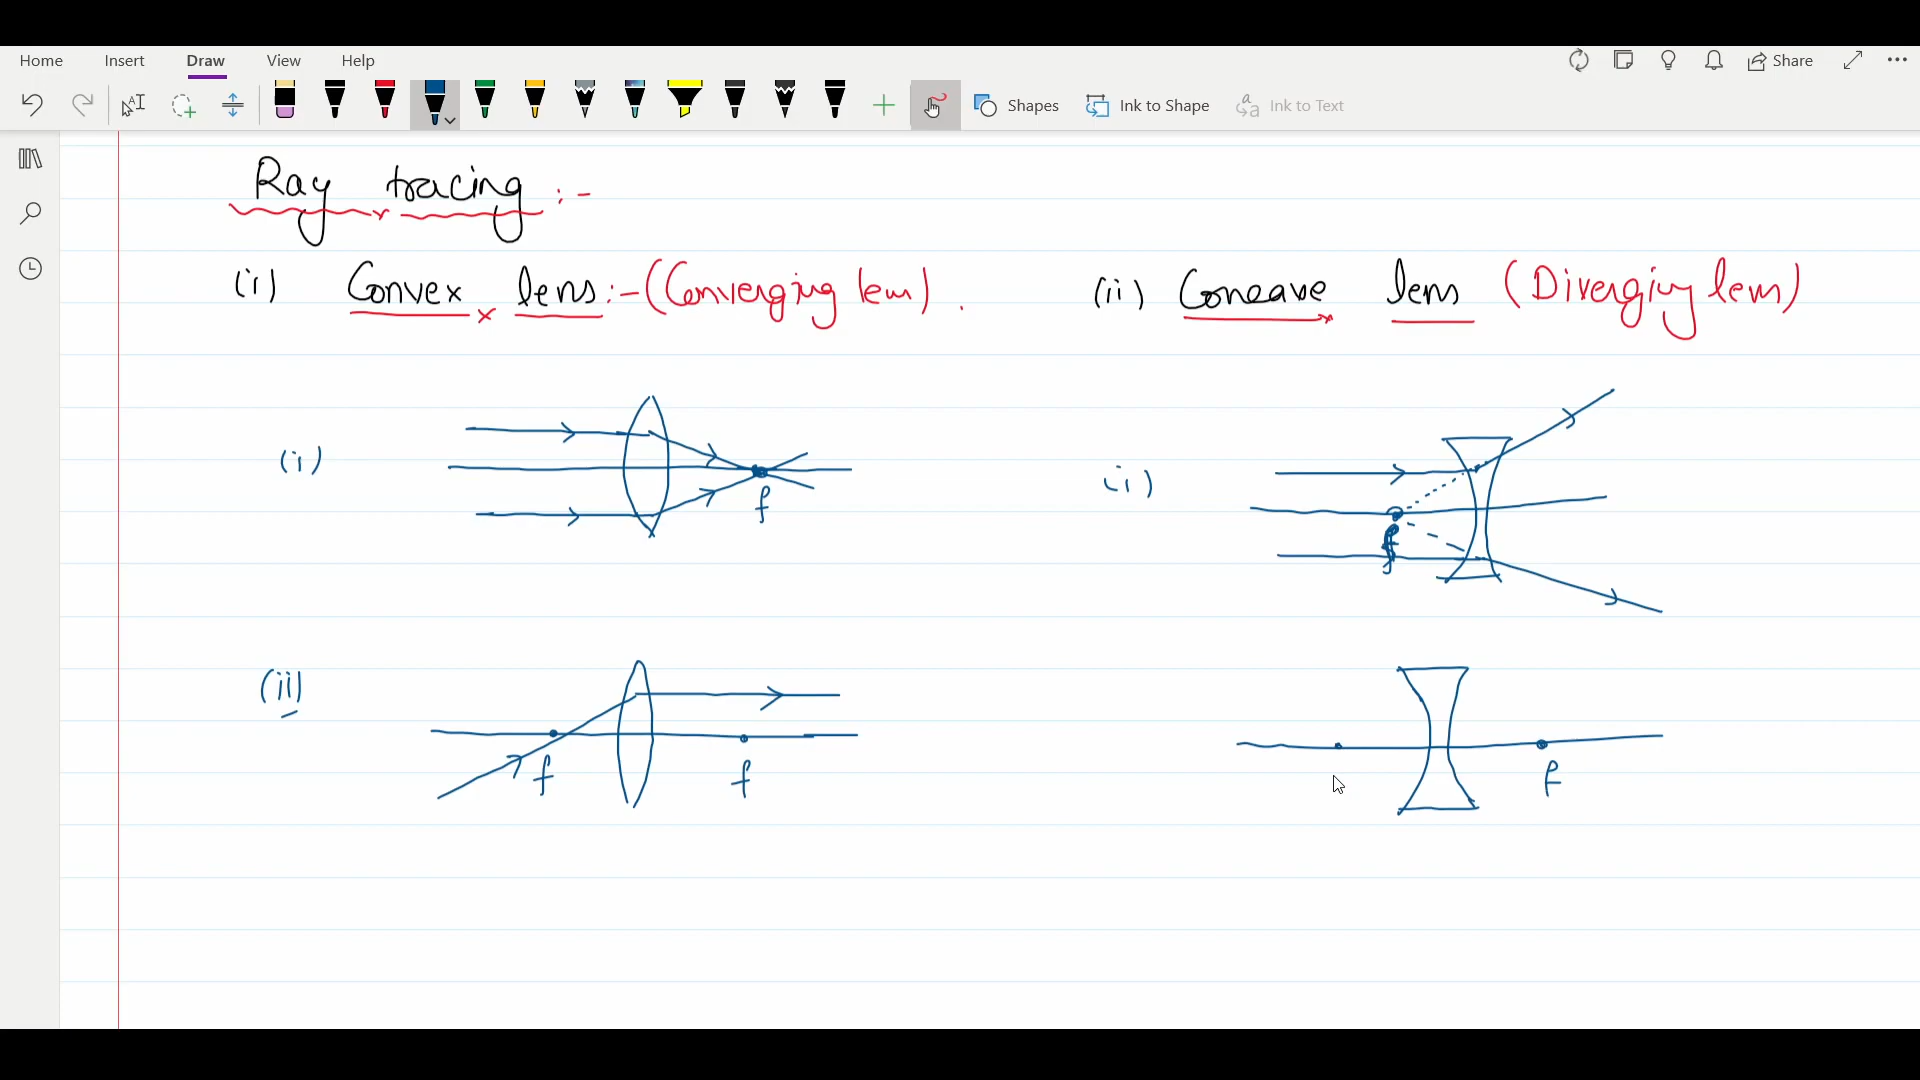 Home Insert Draw View Help Share
Shapes Ink to Shape Ink to Text
Ray tracing :-
(i) Convex lens :- (Converging lens).
(ii) Concave lens (Diverging lens)
(i)
f
(i)
f
(ii)
f f
f